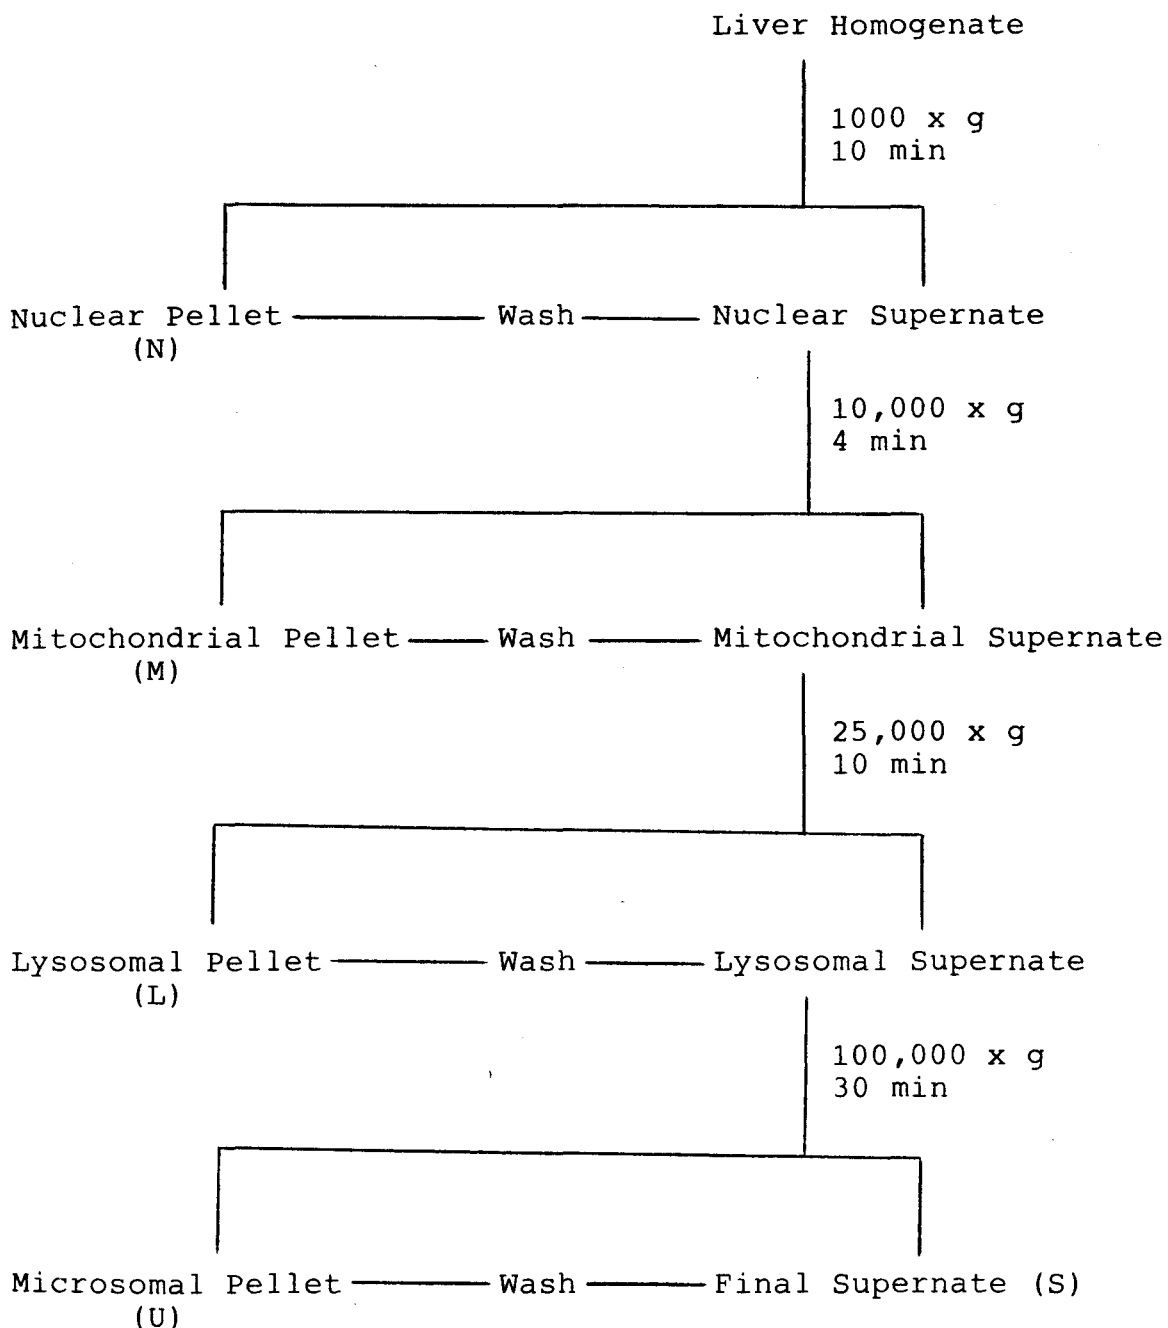 Liver Homogenate
1000 x g
10 min
Nuclear Pellet Wash Nuclear Supernate
(N)
10,000 x g
4 min
Mitochondrial Pellet Wash Mitochondrial Supernate
(M)
25,000 x g
10 min
Lysosomal Pellet Wash Lysosomal Supernate
(L)
100,000 x g
30 min
Microsomal Pellet Wash Final Supernate (S)
(U)